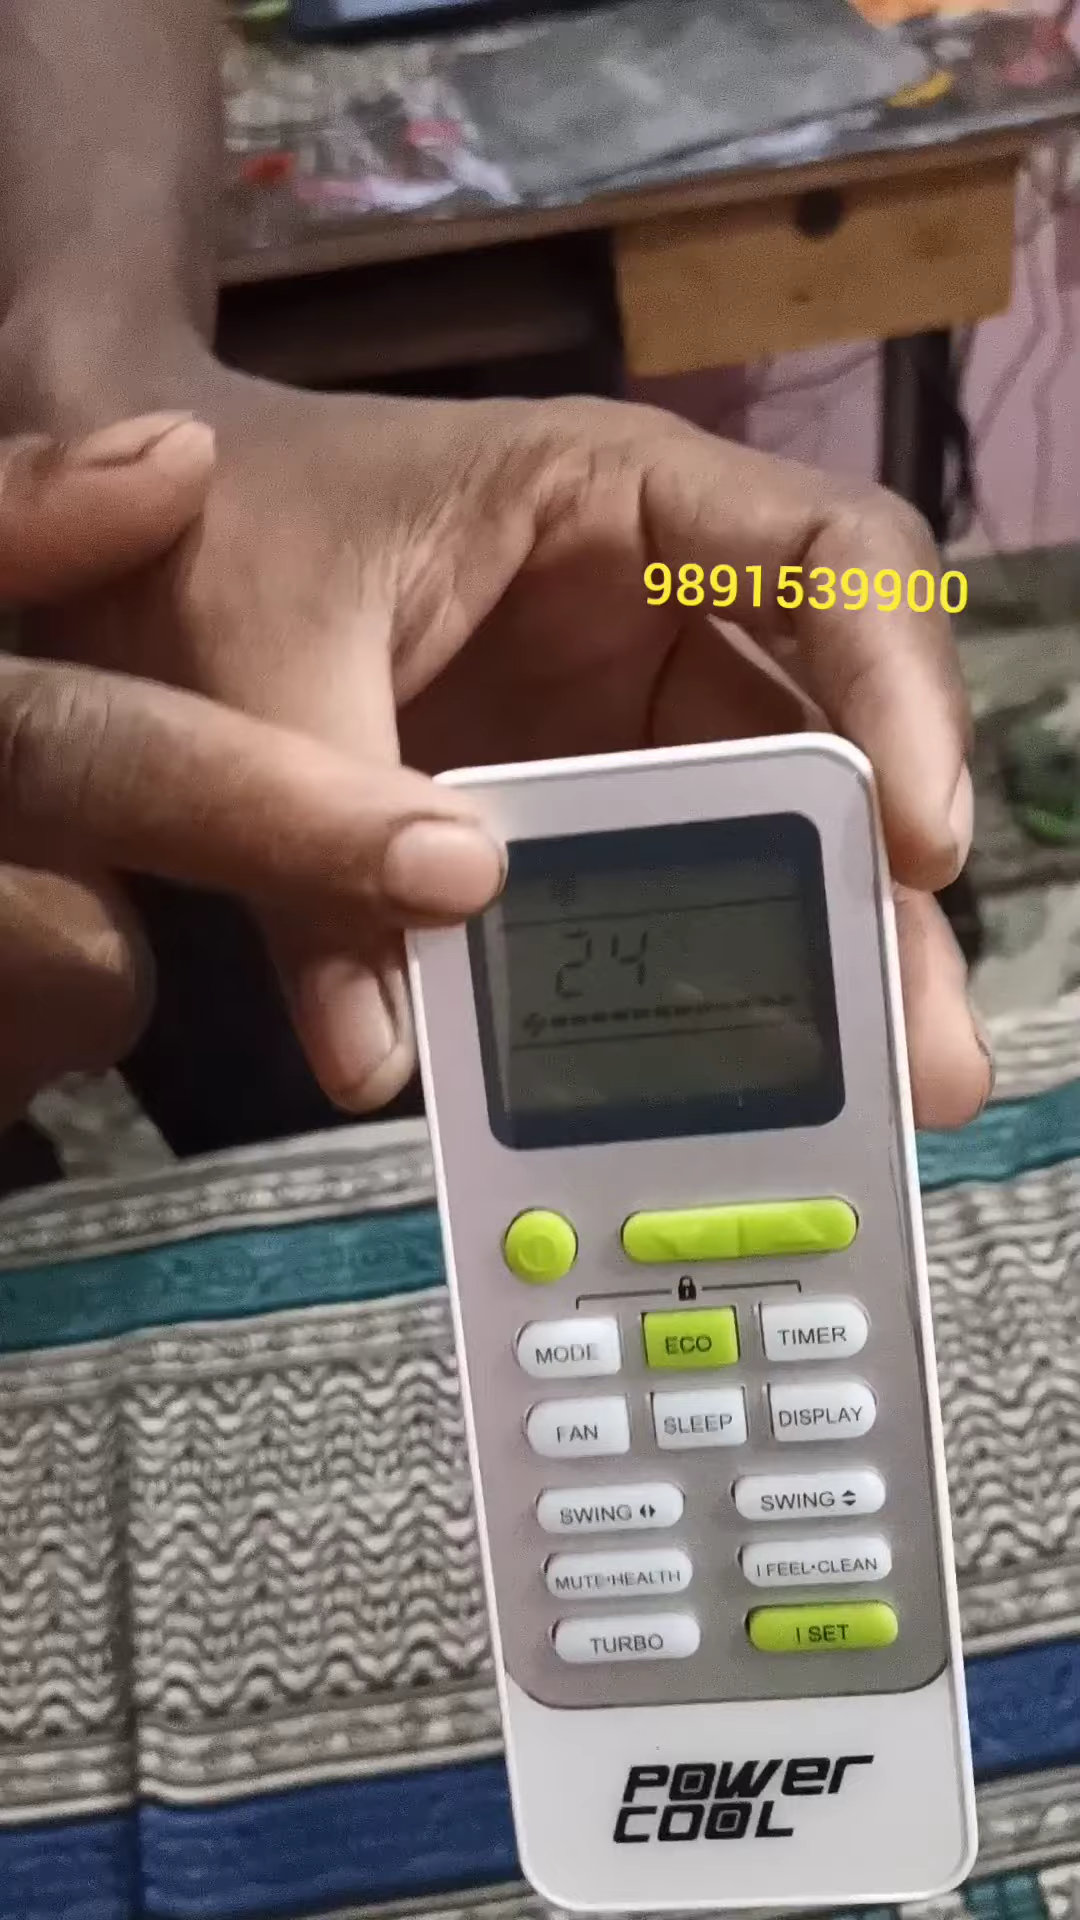 9891539900
24
MODE ECO TIMER
FAN SLEEP DISPLAY
SWING SWING
MUTE•HEALTH I FEEL•CLEAN
TURBO I SET
POWER
COOL